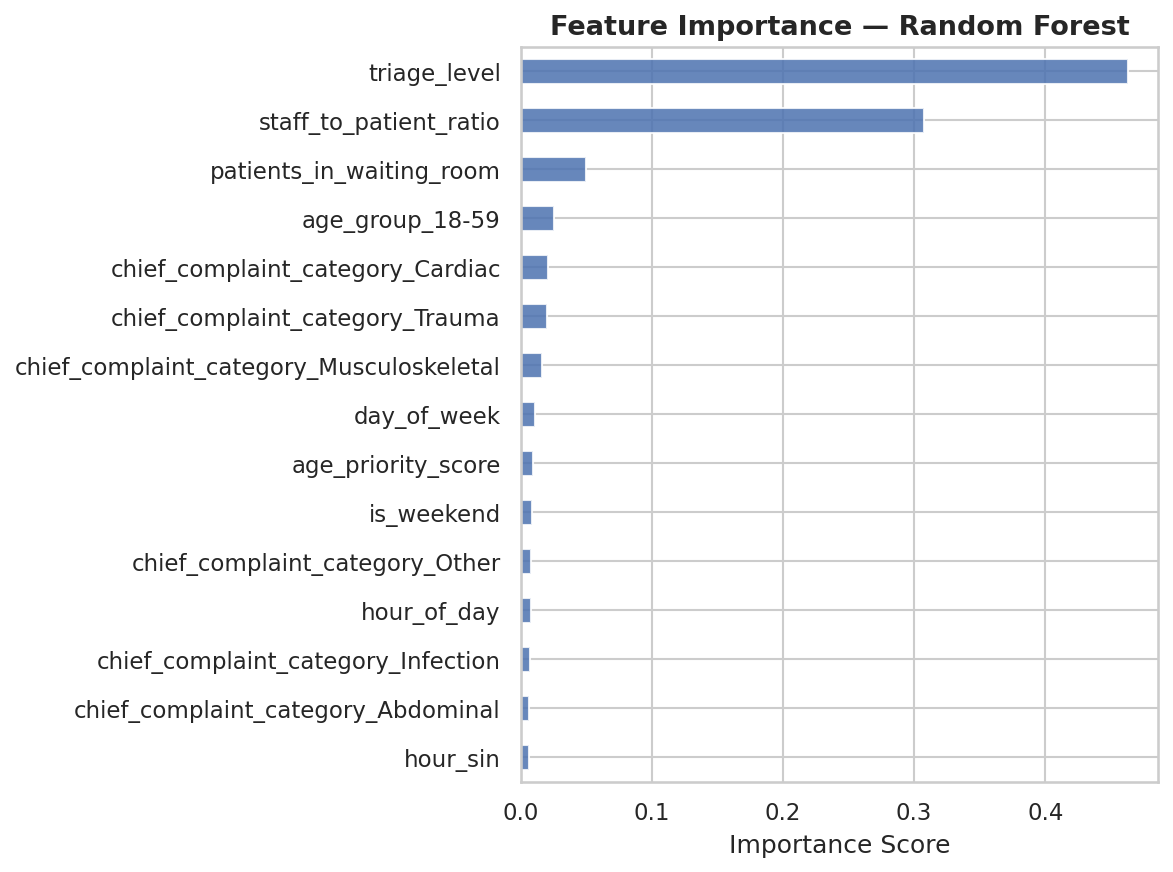 Feature Importance — Random Forest
triage_level
staff_to_patient_ratio
patients_in_waiting_room
age_group_18-59
chief_complaint_category_Cardiac
chief_complaint_category_Trauma
chief_complaint_category_Musculoskeletal
day_of_week
age_priority_score
is_weekend
chief_complaint_category_Other
hour_of_day
chief_complaint_category_Infection
chief_complaint_category_Abdominal
hour_sin
0.0 0.1 0.2 0.3 0.4
Importance Score